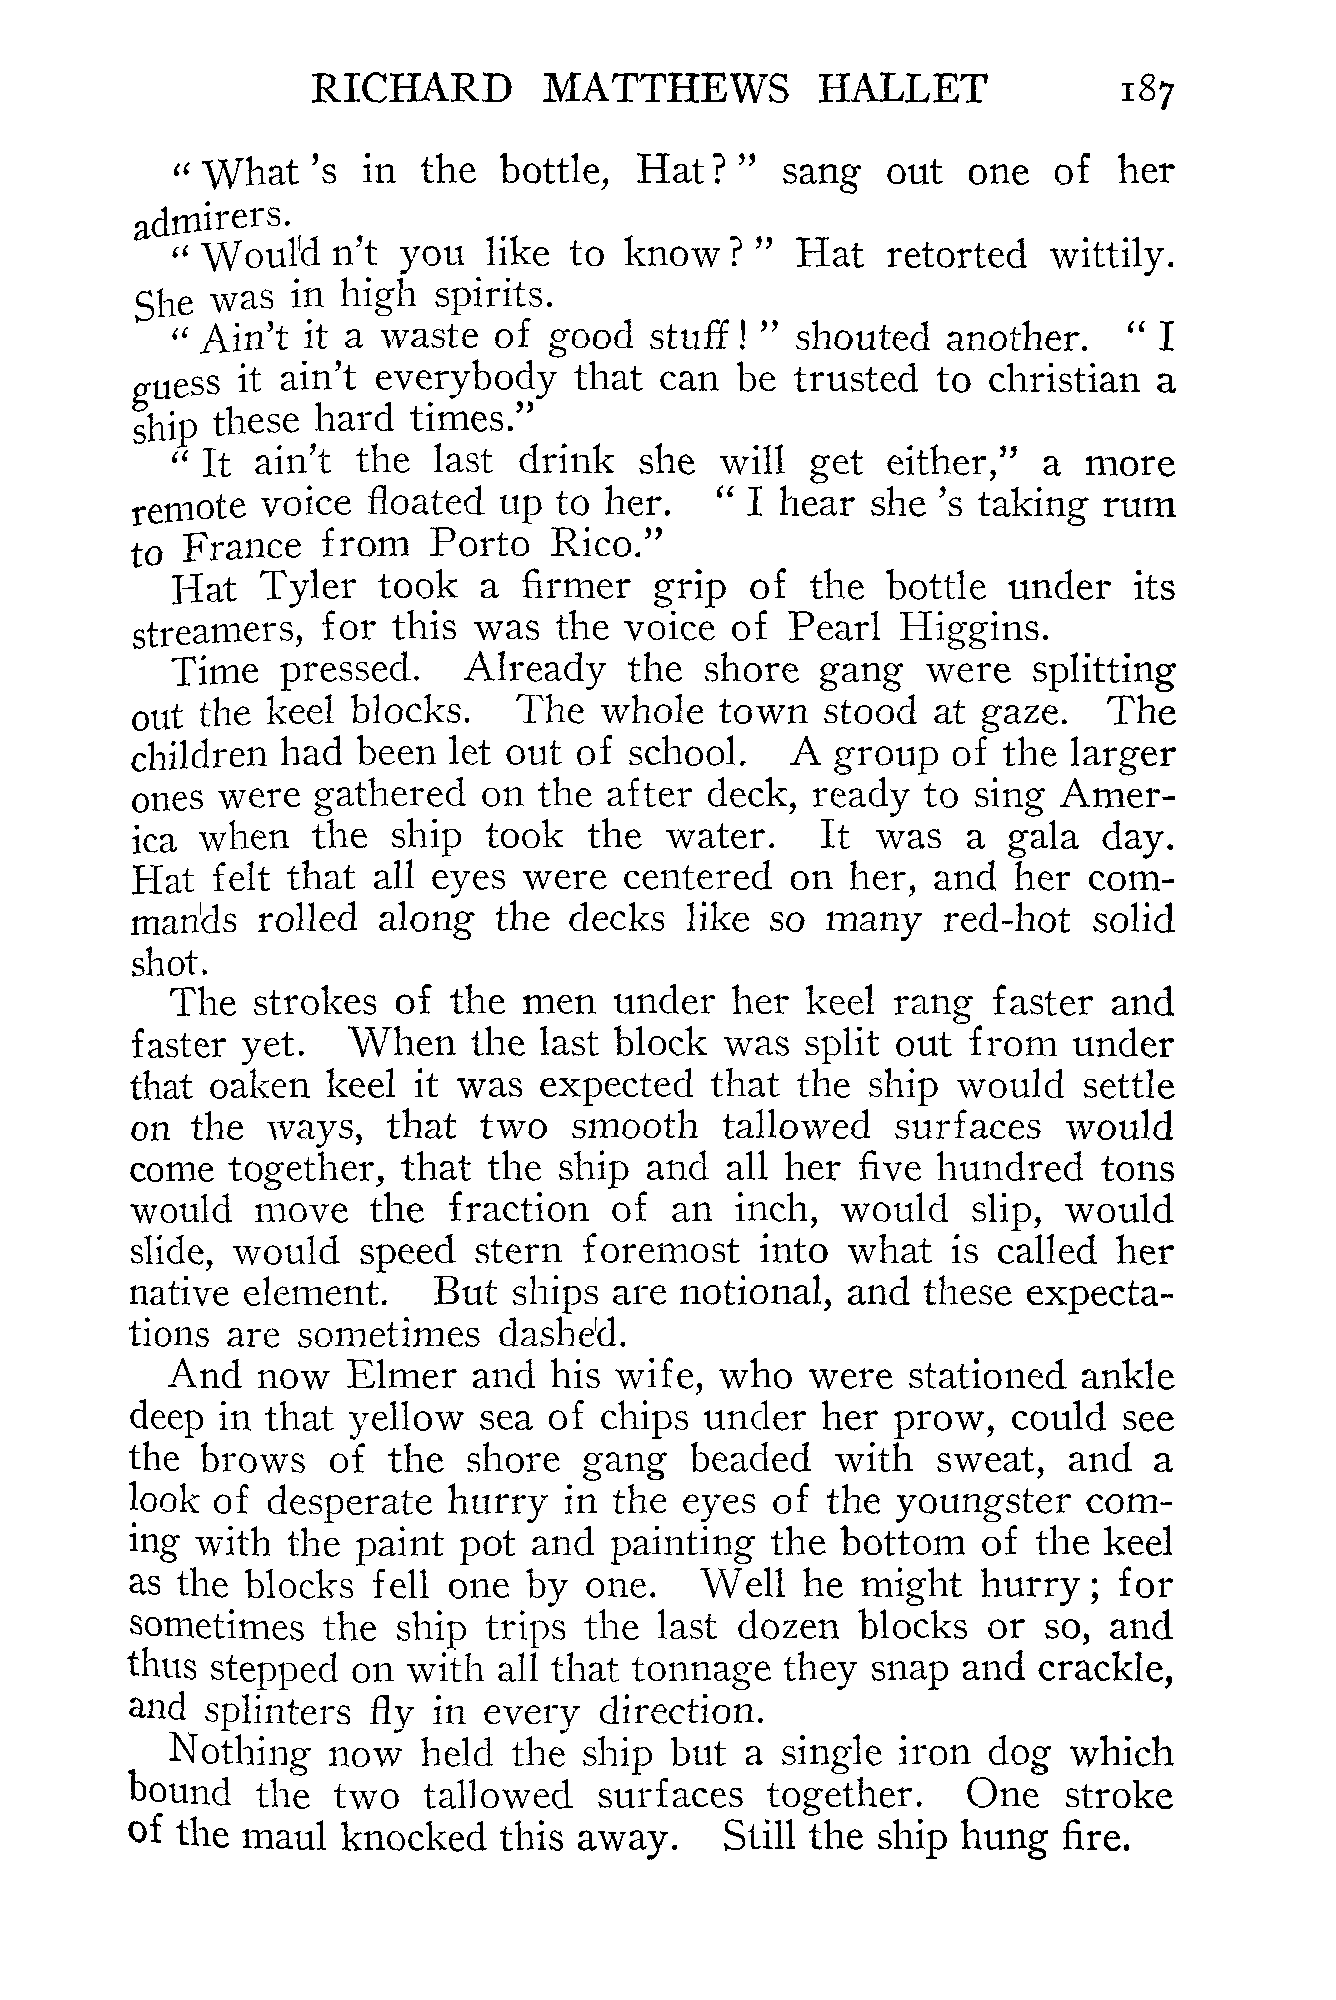 RICHARD MATTHEWS HALLET 187
" What 's in the bottle, Hat? " sang out one of her
admirers.
" Would n't you like to know? " Hat retorted wittily.
She was in high spirits.
" Ain't it a waste of good stuff! " shouted another. " I
guess it ain't everybody that can be trusted to christian a
ship these hard times."
" It ain't the last drink she will get either," a more
remote voice floated up to her. " I hear she 's taking rum
to France from Porto Rico."
Hat Tyler took a firmer grip of the bottle under its
streamers, for this was the voice of Pearl Higgins.
Time pressed. Already the shore gang were splitting
out the keel blocks. The whole town stood at gaze. The
children had been let out of school. A group of the larger
ones were gathered on the after deck, ready to sing Amer-
ica when the ship took the water. It was a gala day.
Hat felt that all eyes were centered on her, and her com-
mands rolled along the decks like so many red-hot solid
shot.
The strokes of the men under her keel rang faster and
faster yet. When the last block was split out from under
that oaken keel it was expected that the ship would settle
on the ways, that two smooth tallowed surfaces would
come together, that the ship and all her five hundred tons
would move the fraction of an inch, would slip, would
slide, would speed stern foremost into what is called her
native element. But ships are notional, and these expecta-
tions are sometimes dashed.
And now Elmer and his wife, who were stationed ankle
deep in that yellow sea of chips under her prow, could see
the brows of the shore gang beaded with sweat, and a
look of desperate hurry in the eyes of the youngster com-
ing with the paint pot and painting the bottom of the keel
as the blocks fell one by one. Well he might hurry; for
sometimes the ship trips the last dozen blocks or so, and
thus stepped on with all that tonnage they snap and crackle,
and splinters fly in every direction.
Nothing now held the ship but a single iron dog which
bound the two tallowed surfaces together. One stroke
of the maul knocked this away. Still the ship hung fire.